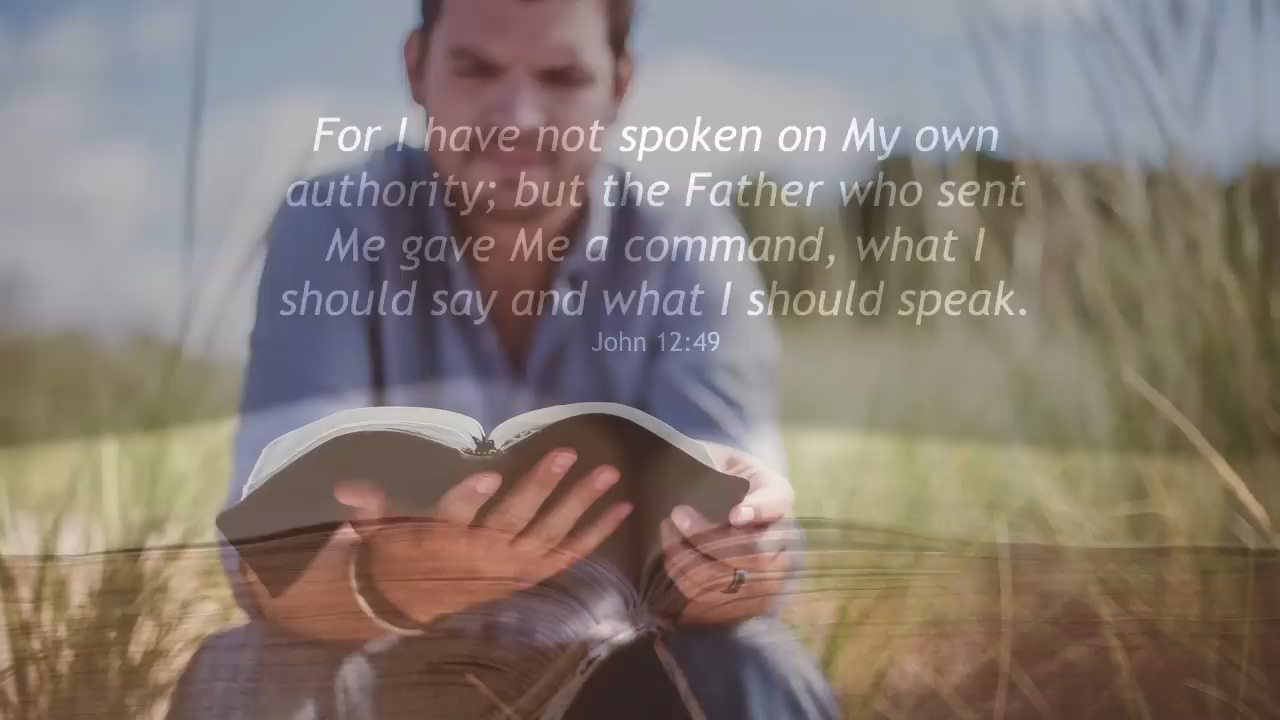 For I have not spoken on My own
authority; but the Father who sent
Me gave Me a command, what I
should say and what I should speak.
John 12:49